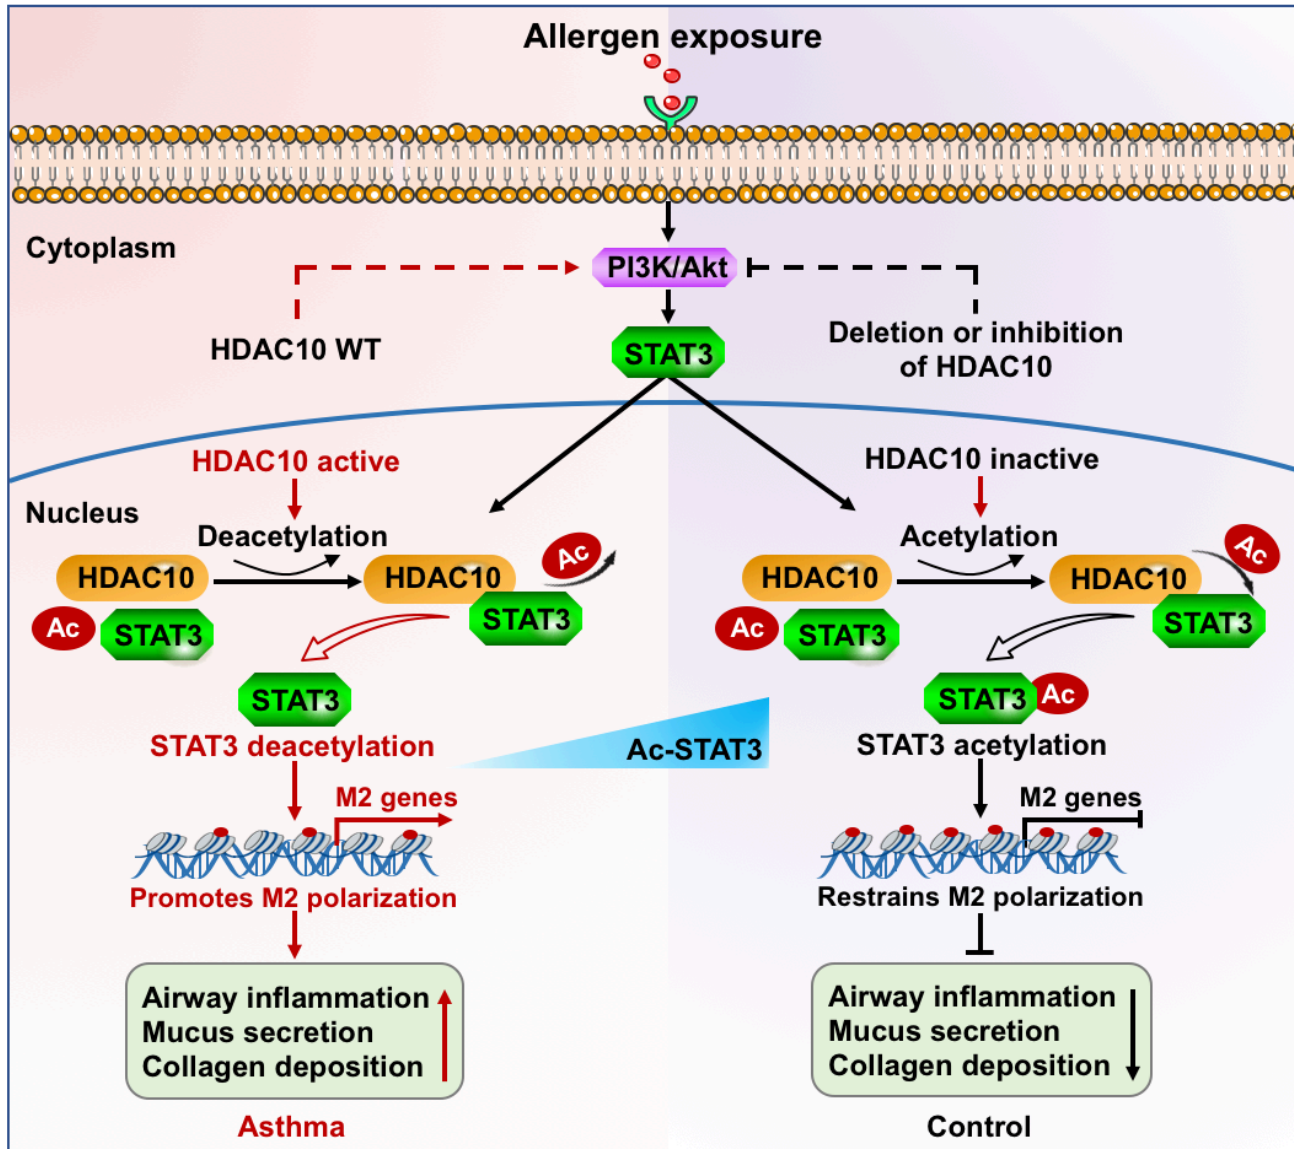 Allergen exposure
Cytoplasm
PI3K/Akt
HDAC10 WT
STAT3
Deletion or inhibition
of HDAC10
HDAC10 active
HDAC10 inactive
Nucleus
Deacetylation
HDAC10
HDAC10
Ac
Ac
STAT3
STAT3
Acetylation
HDAC10
HDAC10
Ac
Ac
STAT3
STAT3
STAT3
STAT3 deacetylation
Ac-STAT3
STAT3
Ac
STAT3 acetylation
M2 genes
M2 genes
Promotes M2 polarization
Restrains M2 polarization
Airway inflammation
Mucus secretion
Collagen deposition
Airway inflammation
Mucus secretion
Collagen deposition
Asthma
Control